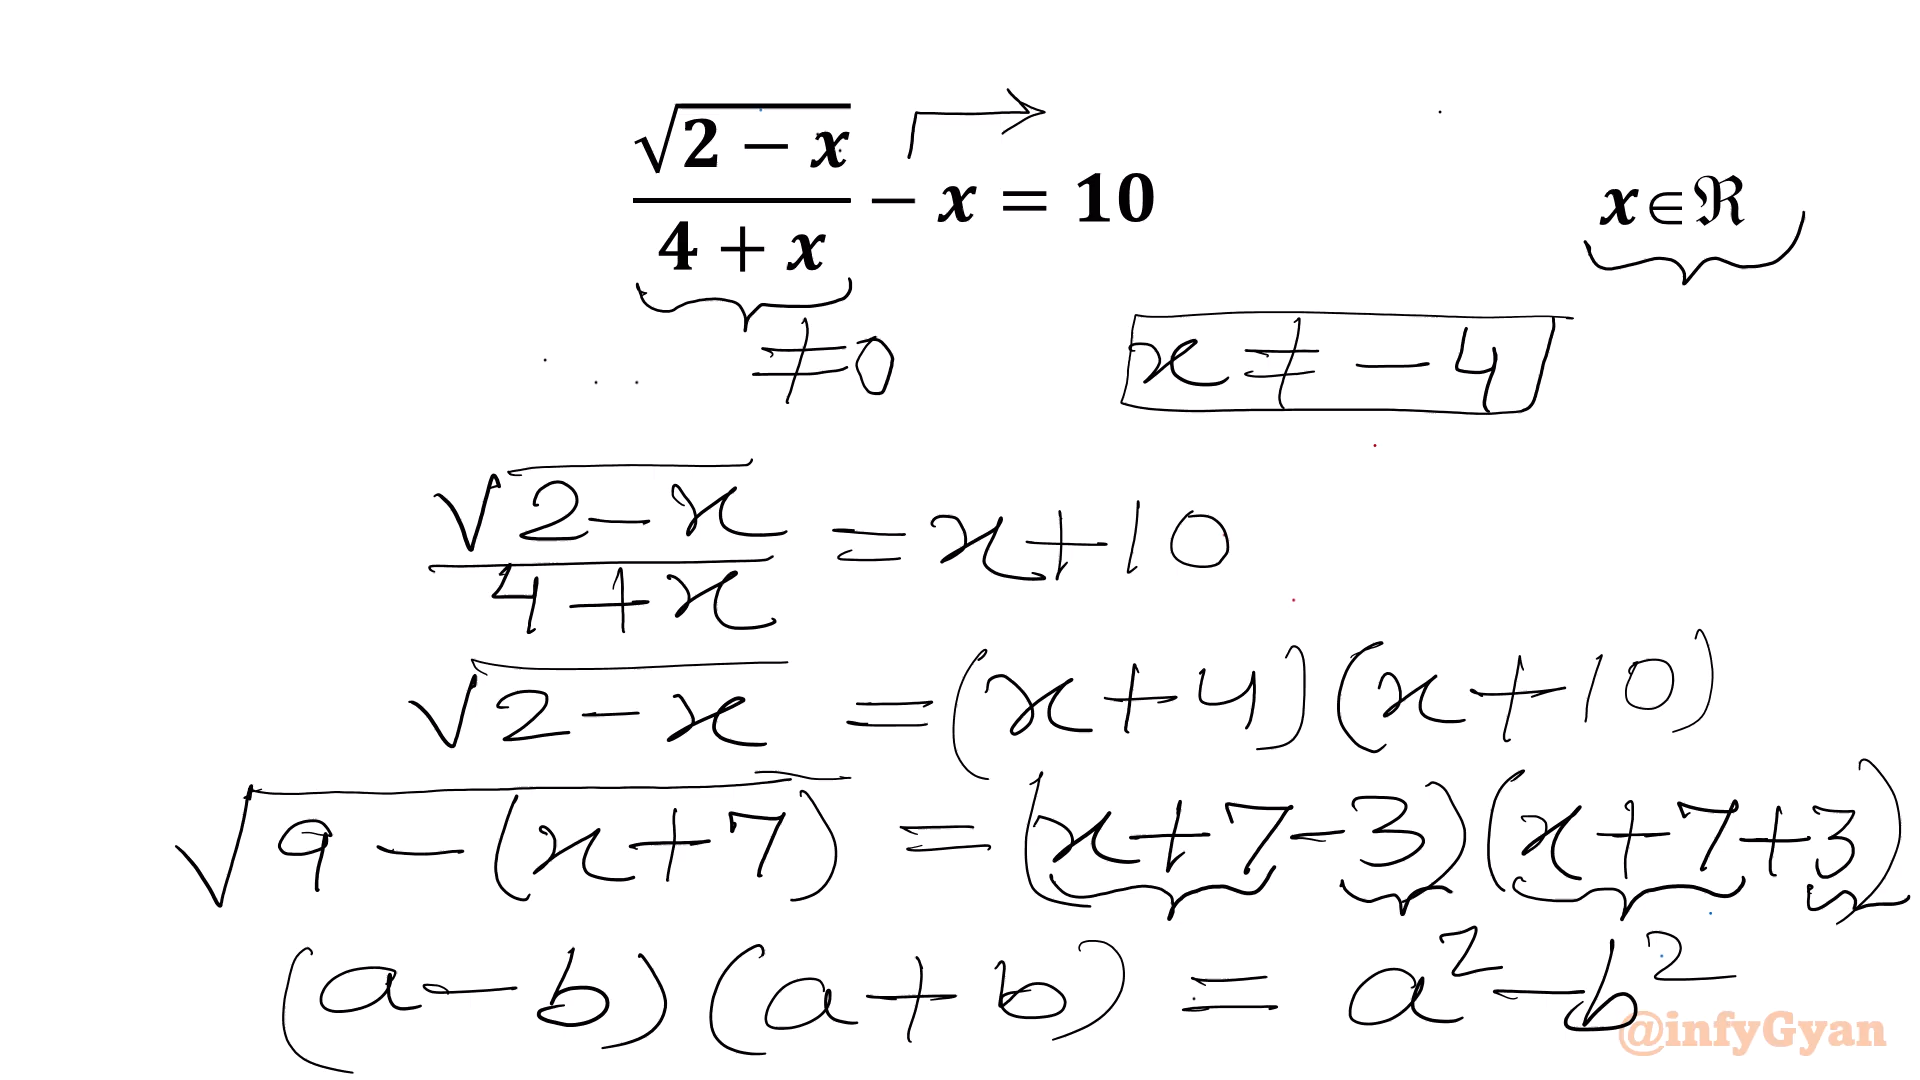 √(2 − x)/(4 + x) − x = 10
x ∈ ℜ
≠ 0
x ≠ − 4
√(2 − x)/(4 + x) = x + 10
√(2 − x) = (x + 4)(x + 10)
√(9 − (x + 7)) = (x + 7 − 3)(x + 7 + 3)
(a − b)(a + b) = a² − b²
@infyGyan